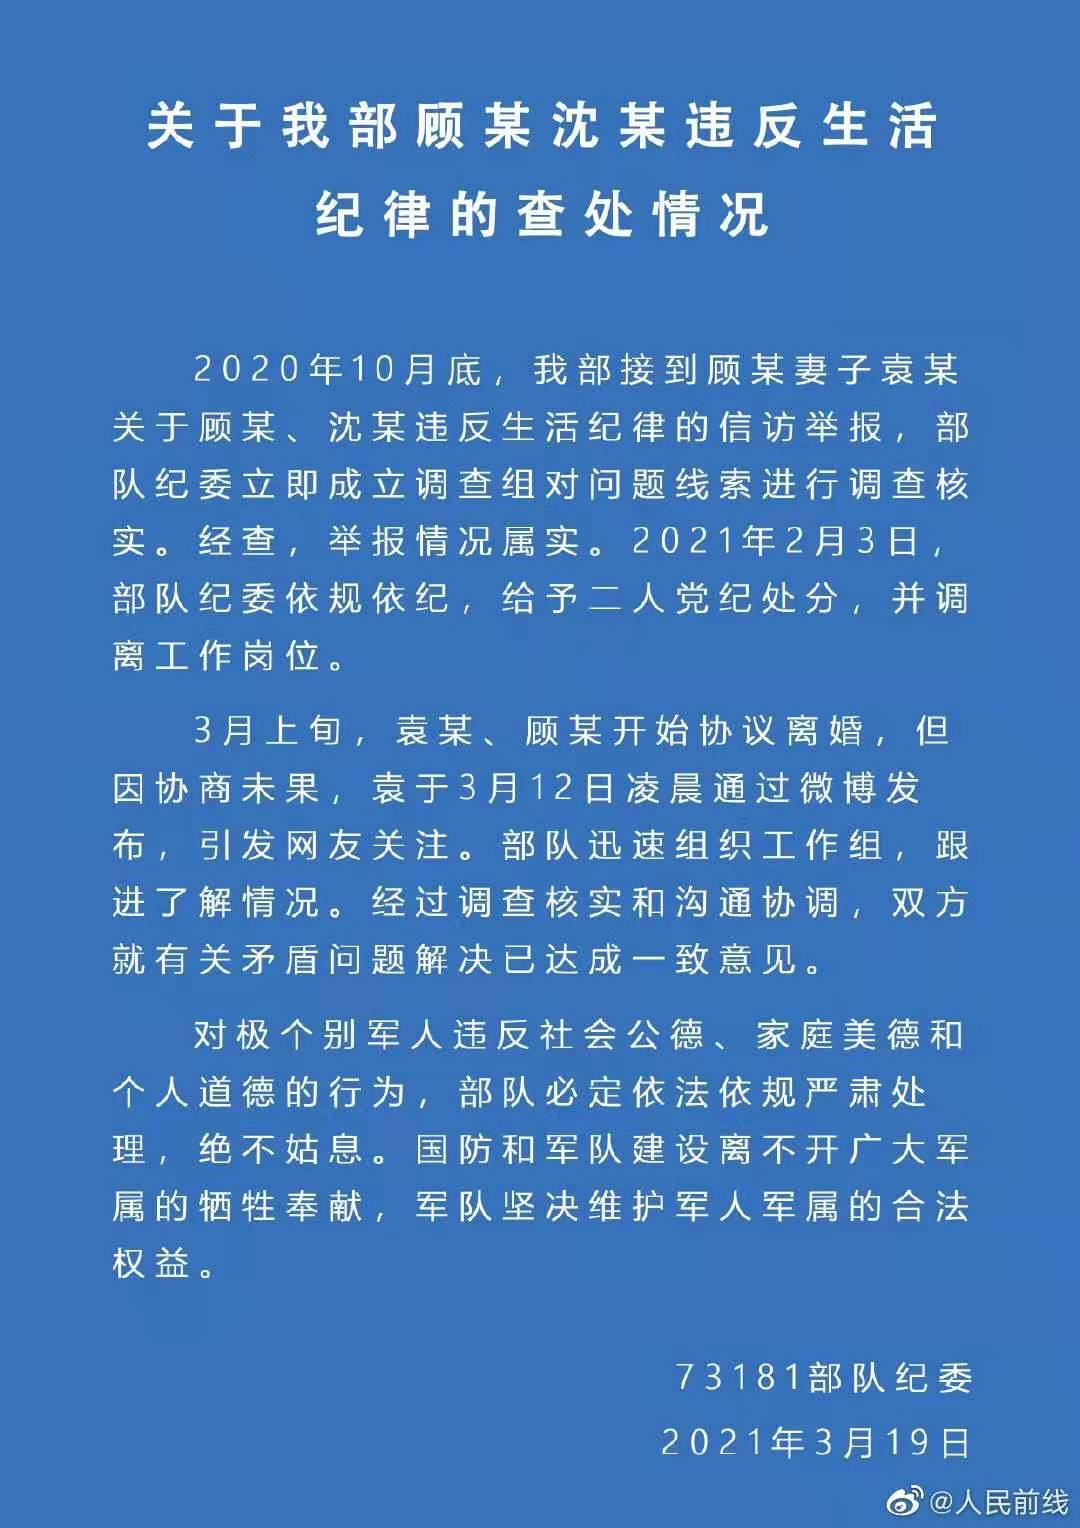 关于我部顾某沈某违反生活
纪律的查处情况
2020年10月底，我部接到顾某妻子袁某
关于顾某、沈某违反生活纪律的信访举报，部
队纪委立即成立调查组对问题线索进行调查核
实。经查，举报情况属实。2021年2月3日，
部队纪委依规依纪，给予二人党纪处分，并调
离工作岗位。
3月上旬，袁某、顾某开始协议离婚，但
因协商未果，袁于3月12日凌晨通过微博发
布，引发网友关注。部队迅速组织工作组，跟
进了解情况。经过调查核实和沟通协调，双方
就有关矛盾问题解决已达成一致意见。
对极个别军人违反社会公德、家庭美德和
个人道德的行为，部队必定依法依规严肃处
理，绝不姑息。国防和军队建设离不开广大军
属的牺牲奉献，军队坚决维护军人军属的合法
权益。
73181部队纪委
2021年3月19日
@人民前线